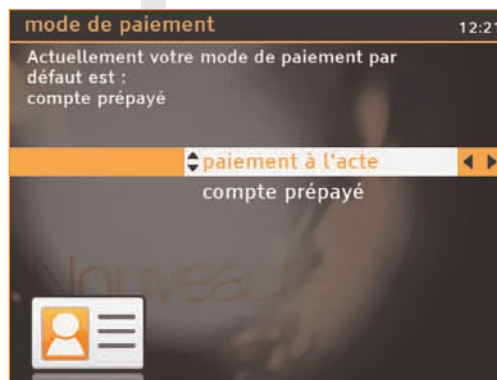 mode de paiement 12:21
Actuellement votre mode de paiement par
défaut est :
compte prépayé
paiement à l'acte
compte prépayé
Nouveau